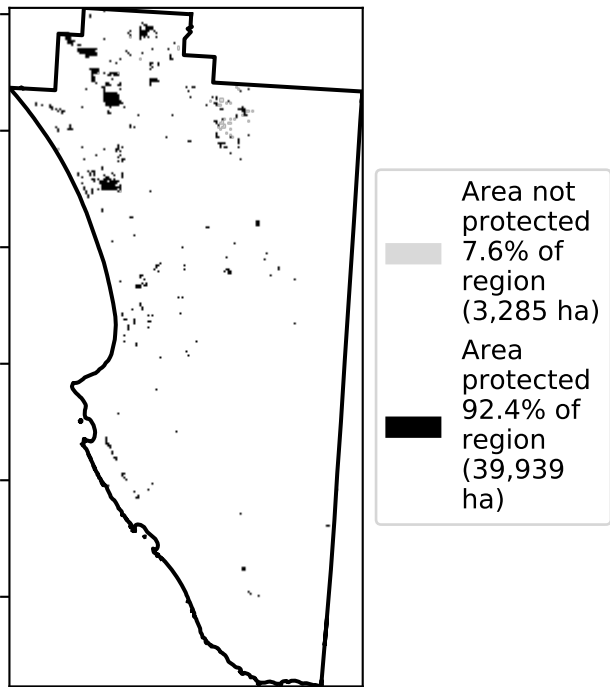 Area not
protected
7.6% of
region
(3,285 ha)
Area
protected
92.4% of
region
(39,939
ha)